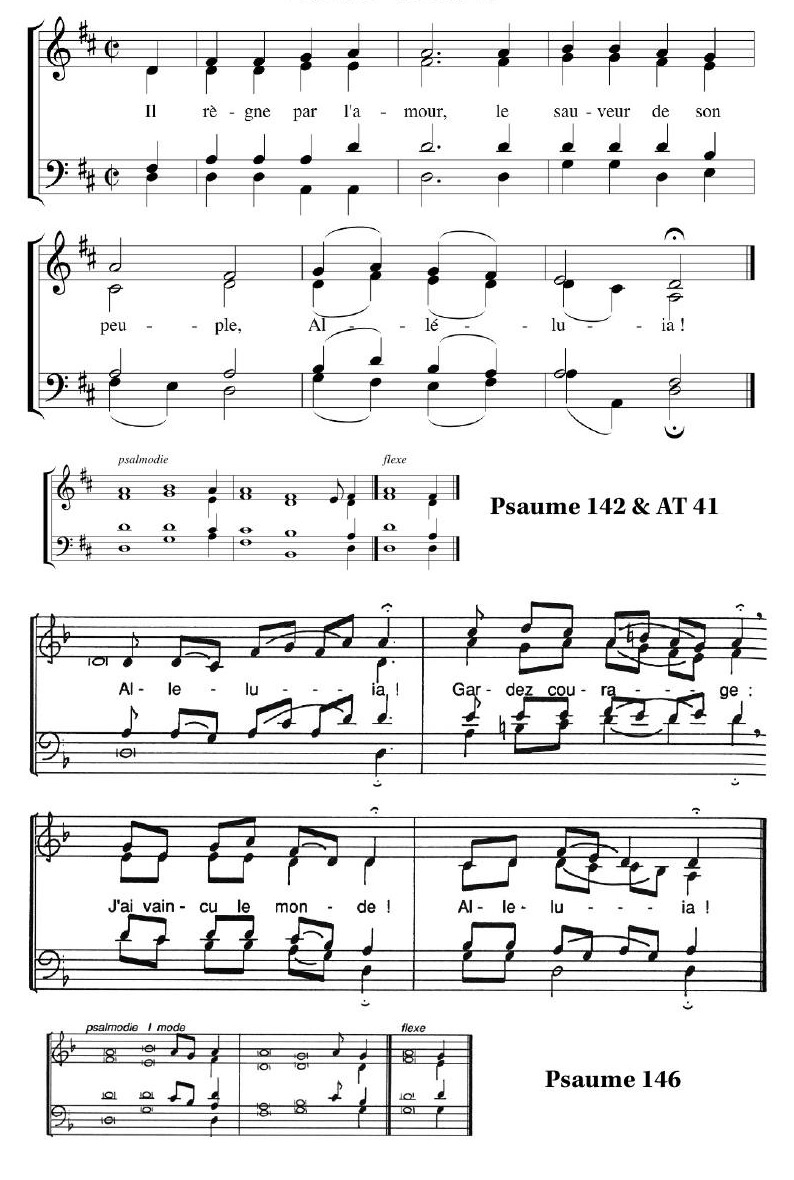 Il rè - gne par l'a - mour, le sau - veur de son
peu - - ple, Al - - lé - - lu - - ia !
psalmodie flexe
Psaume 142 & AT 41
Al - le - lu - - ia, ! Gar - dez cou - ra - - ge :
J'ai vain - cu le mon - de ! Al - le - lu - - - ia !
psalmodie I mode flexe
Psaume 146